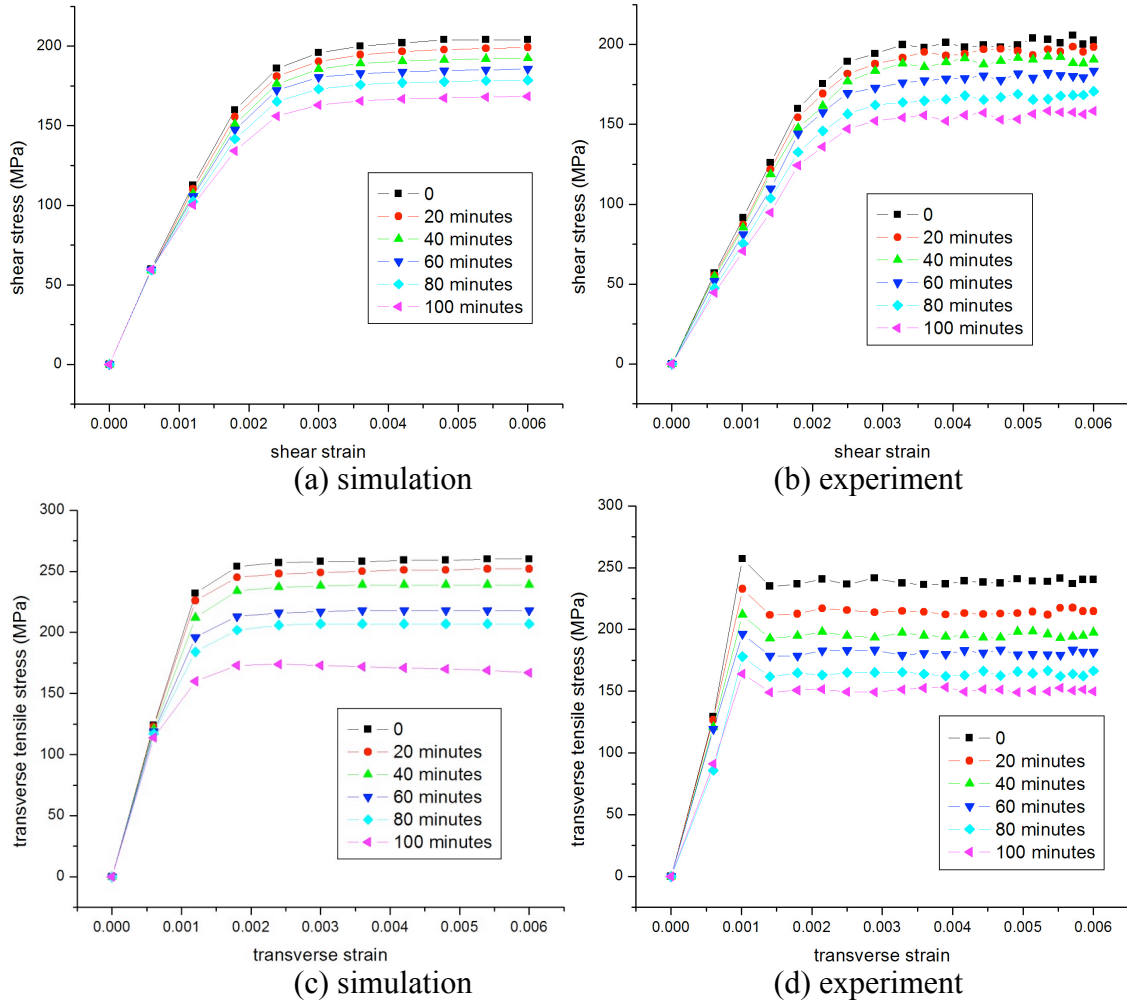 200
150
100
50
0
shear stress (MPa)
0
20 minutes
40 minutes
60 minutes
80 minutes
100 minutes
0.000 0.001 0.002 0.003 0.004 0.005 0.006
shear strain
(a) simulation
200
150
100
50
0
shear stress (MPa)
0
20 minutes
40 minutes
60 minutes
80 minutes
100 minutes
0.000 0.001 0.002 0.003 0.004 0.005 0.006
shear strain
(b) experiment
300
250
200
150
100
50
0
transverse tensile stress (MPa)
0
20 minutes
40 minutes
60 minutes
80 minutes
100 minutes
0.000 0.001 0.002 0.003 0.004 0.005 0.006
transverse strain
(c) simulation
300
250
200
150
100
50
0
transverse tensile stress (MPa)
0
20 minutes
40 minutes
60 minutes
80 minutes
100 minutes
0.000 0.001 0.002 0.003 0.004 0.005 0.006
transverse strain
(d) experiment